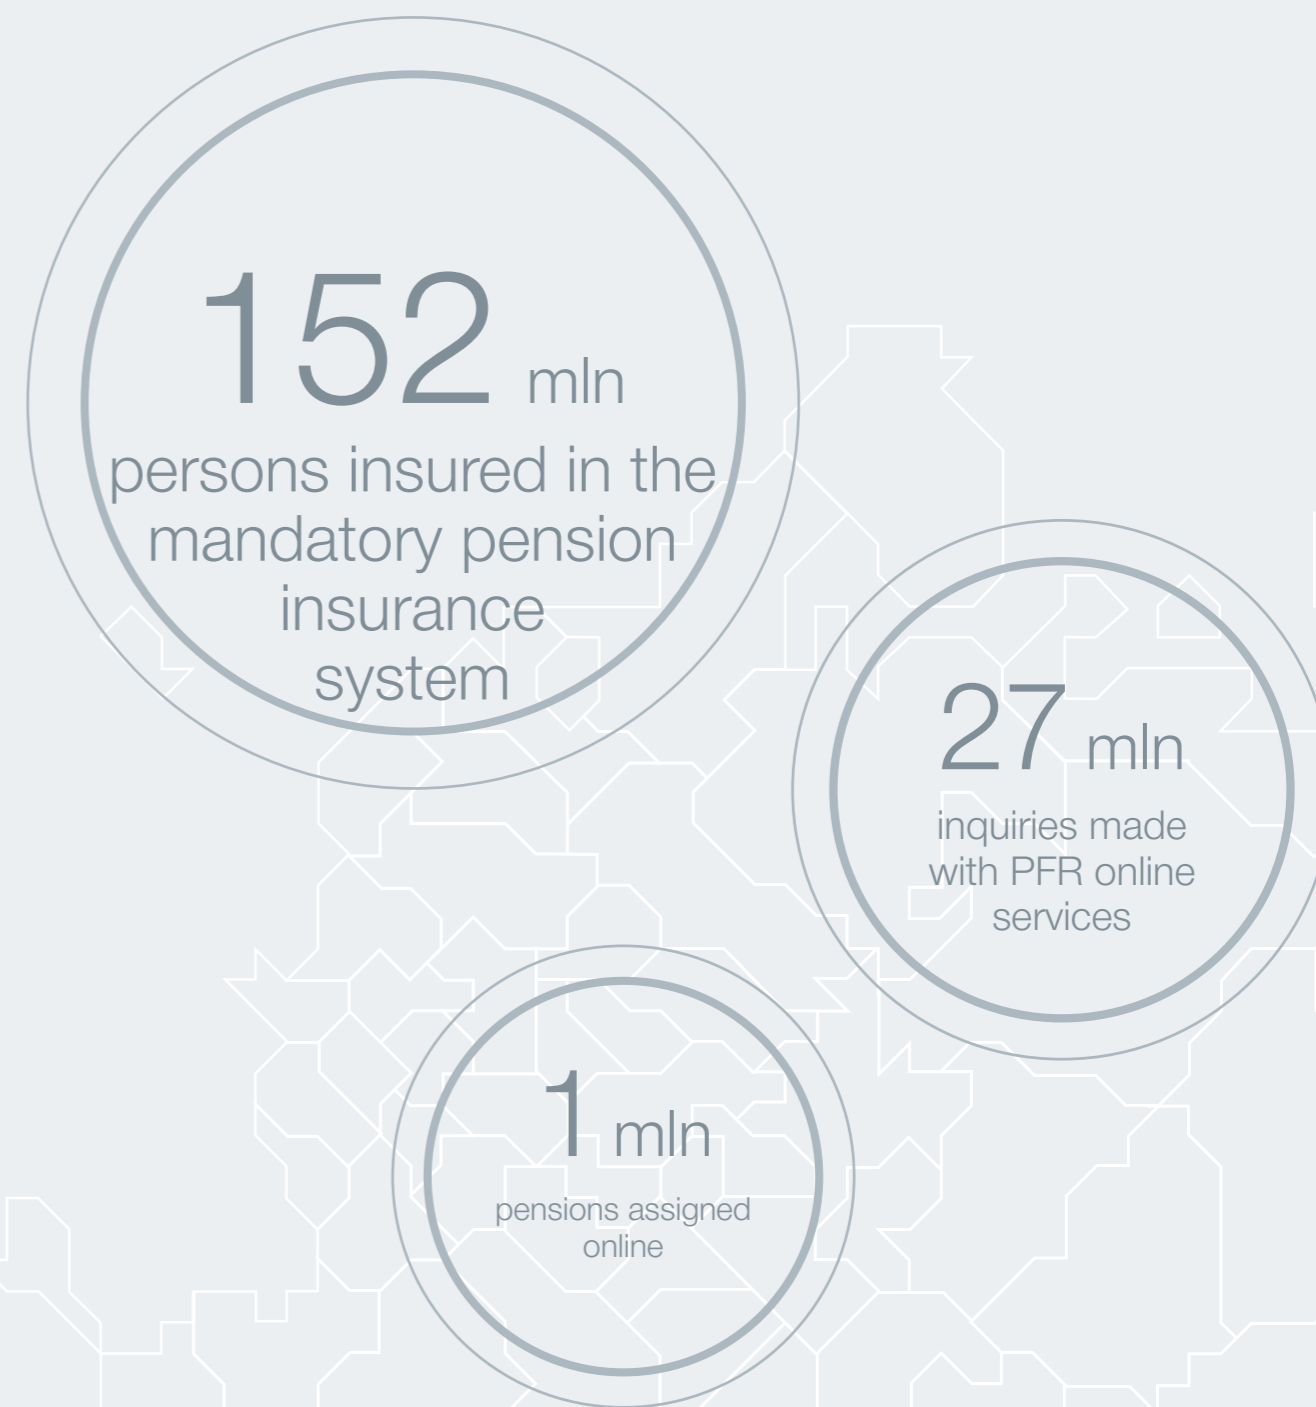 152 mln
persons insured in the
mandatory pension
insurance
system
27 mln
inquiries made
with PFR online
services
1 mln
pensions assigned
online